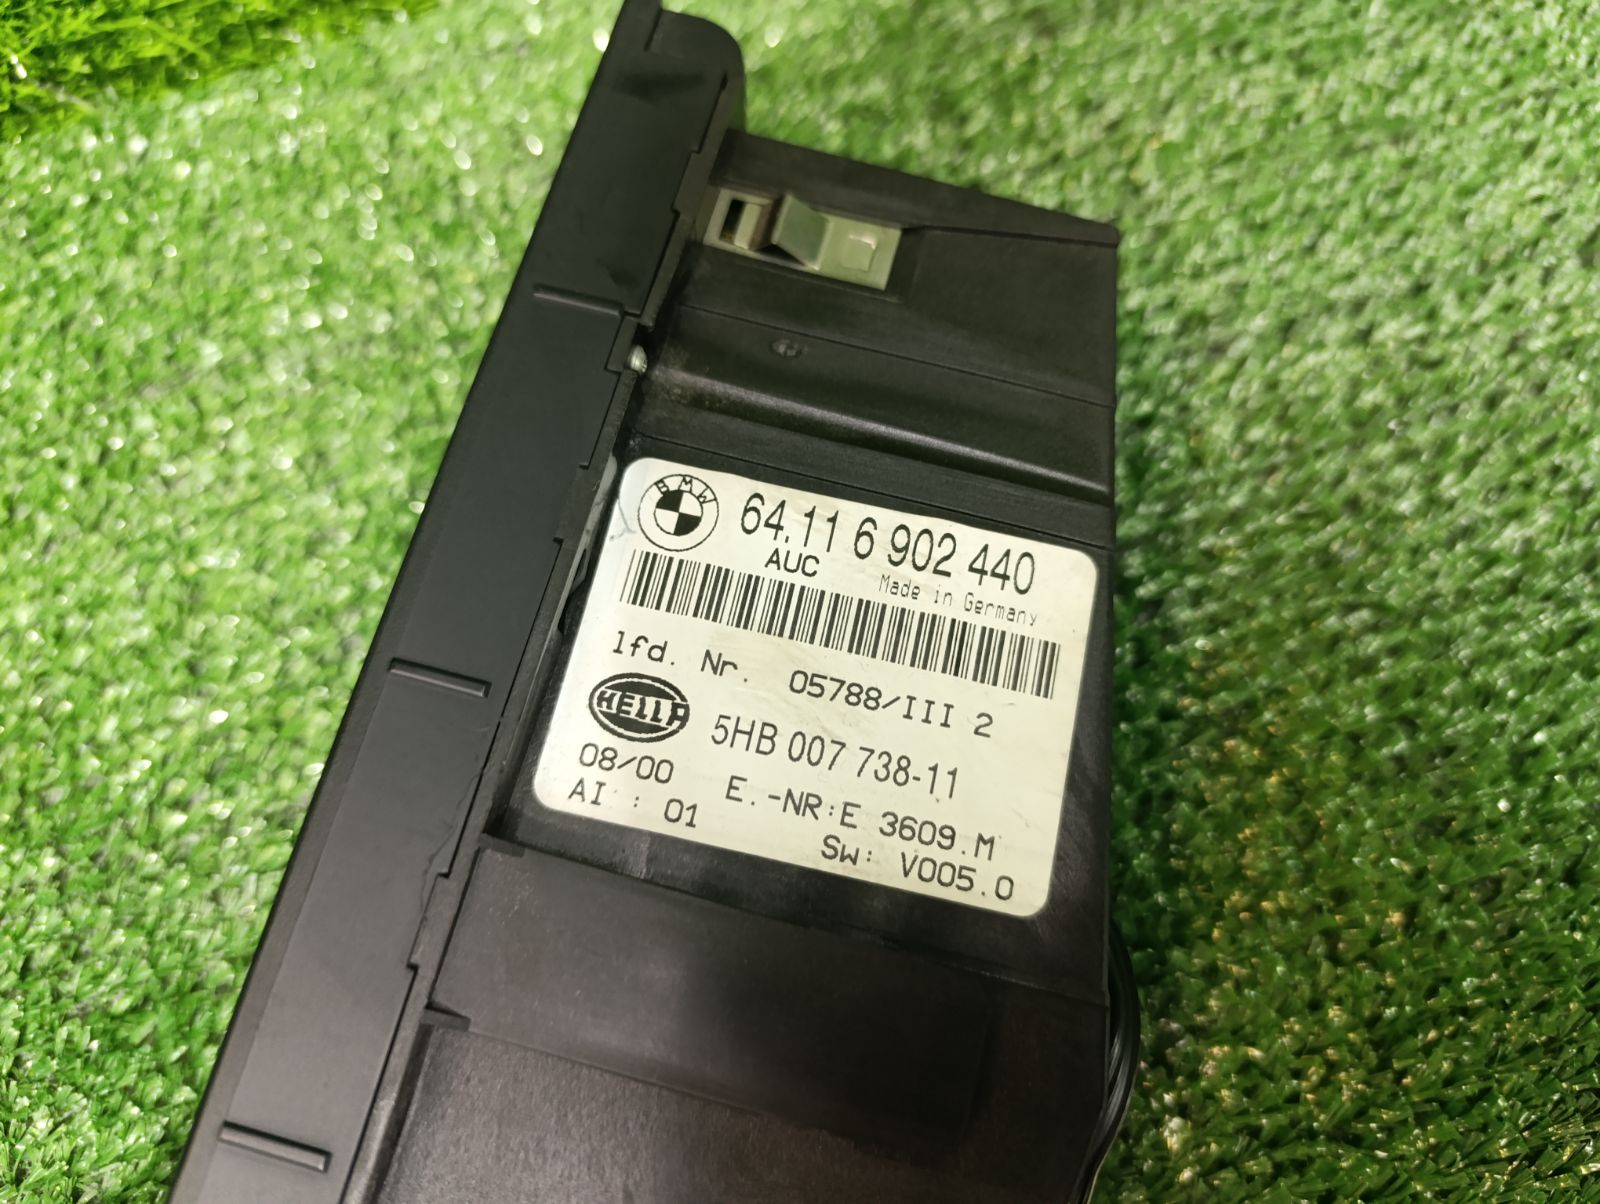 BMW
64.11 6 902 440
AUC
Made in Germany
lfd. Nr. 05788/III 2
HELLA
5HB 007 738-11
08/00 E.-NR:E 3609.M
AI : 01 SW: V005.0